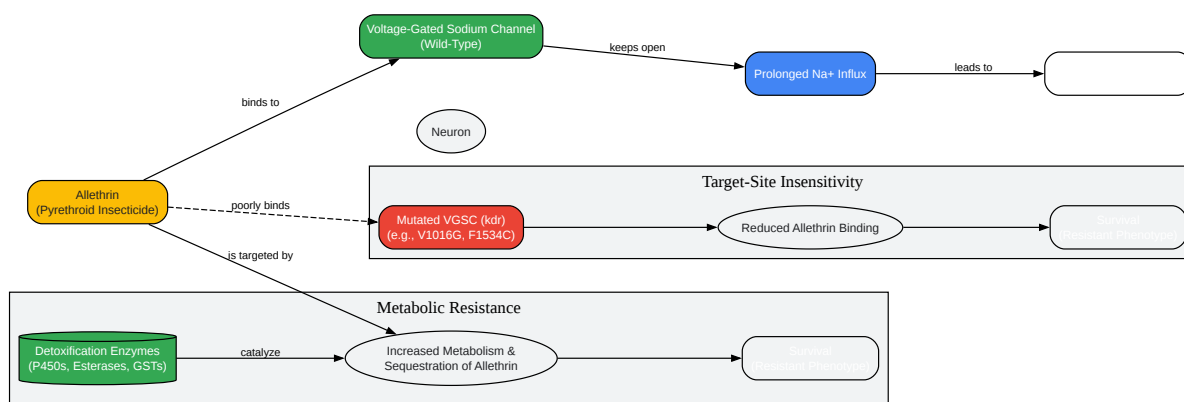 Voltage-Gated Sodium Channel
(Wild-Type)
keeps open
Prolonged Na+ Influx
leads to
binds to
Neuron
Allethrin
(Pyrethroid Insecticide)
poorly binds
Target-Site Insensitivity
Mutated VGSC (kdr)
(e.g., V1016G, F1534C)
Reduced Allethrin Binding
Survival
(Resistant Phenotype)
is targeted by
Metabolic Resistance
Detoxification Enzymes
(P450s, Esterases, GSTs)
catalyze
Increased Metabolism &
Sequestration of Allethrin
Survival
(Resistant Phenotype)